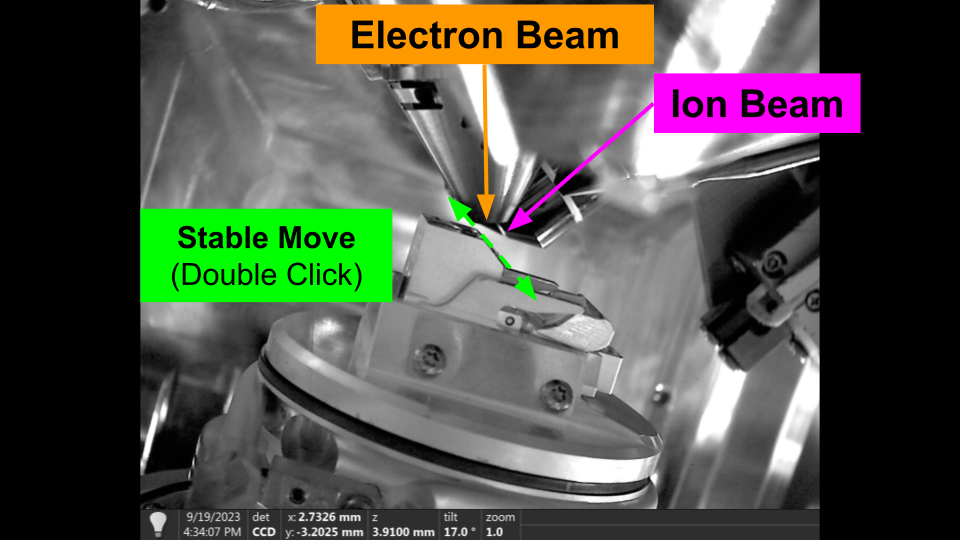 Electron Beam
Ion Beam
Stable Move
(Double Click)
9/19/2023 det x: 2.7326 mm z tilt zoom
4:34:07 PM CCD y: -3.2025 mm 3.9100 mm 17.0 ° 1.0